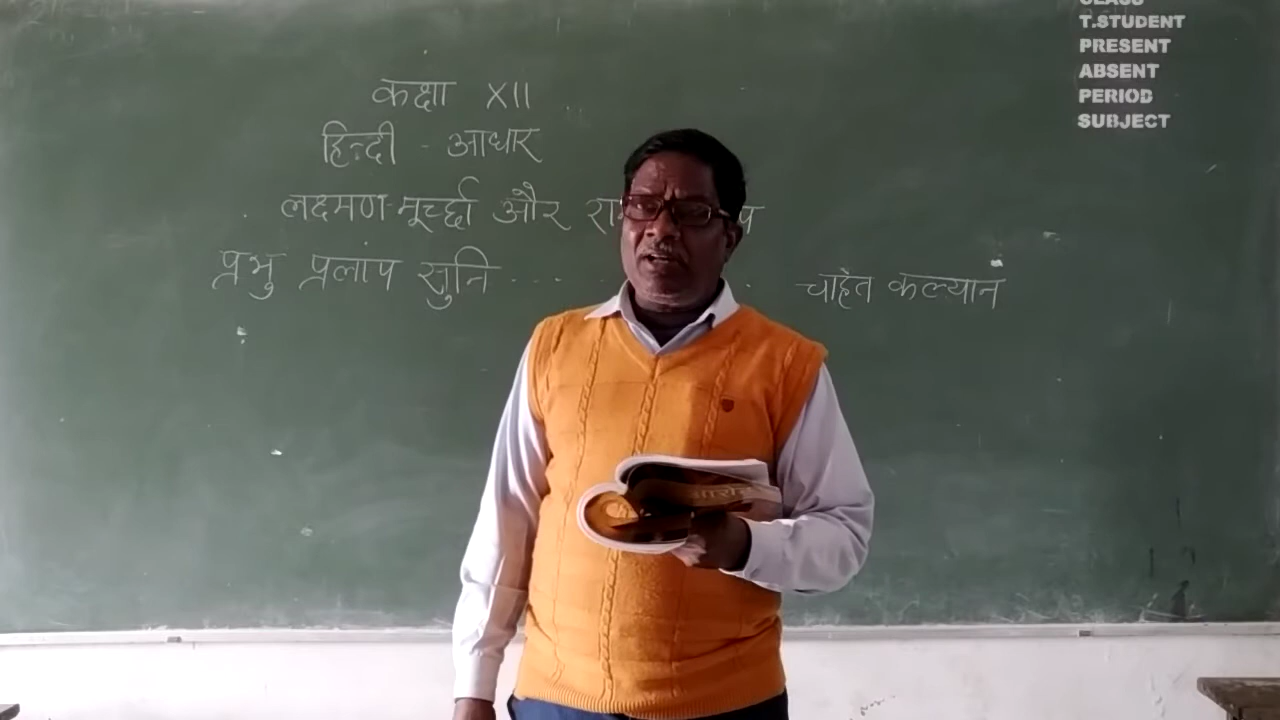 CLASS
T.STUDENT
PRESENT
ABSENT
PERIOD
SUBJECT
कक्षा XII
हिन्दी - आधार
लक्ष्मण-मूर्च्छा और
प्रभु प्रलाप सुनि . . . . चाहत कल्यान